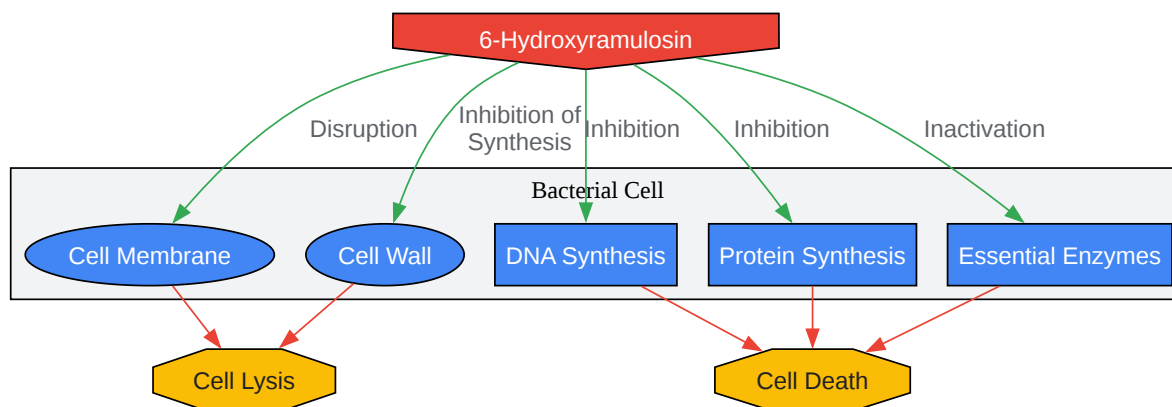 6-Hydroxyramulosin
Disruption
Inhibition of
Synthesis
Inhibition
Inhibition
Inactivation
Bacterial Cell
Cell Membrane
Cell Wall
DNA Synthesis
Protein Synthesis
Essential Enzymes
Cell Lysis
Cell Death